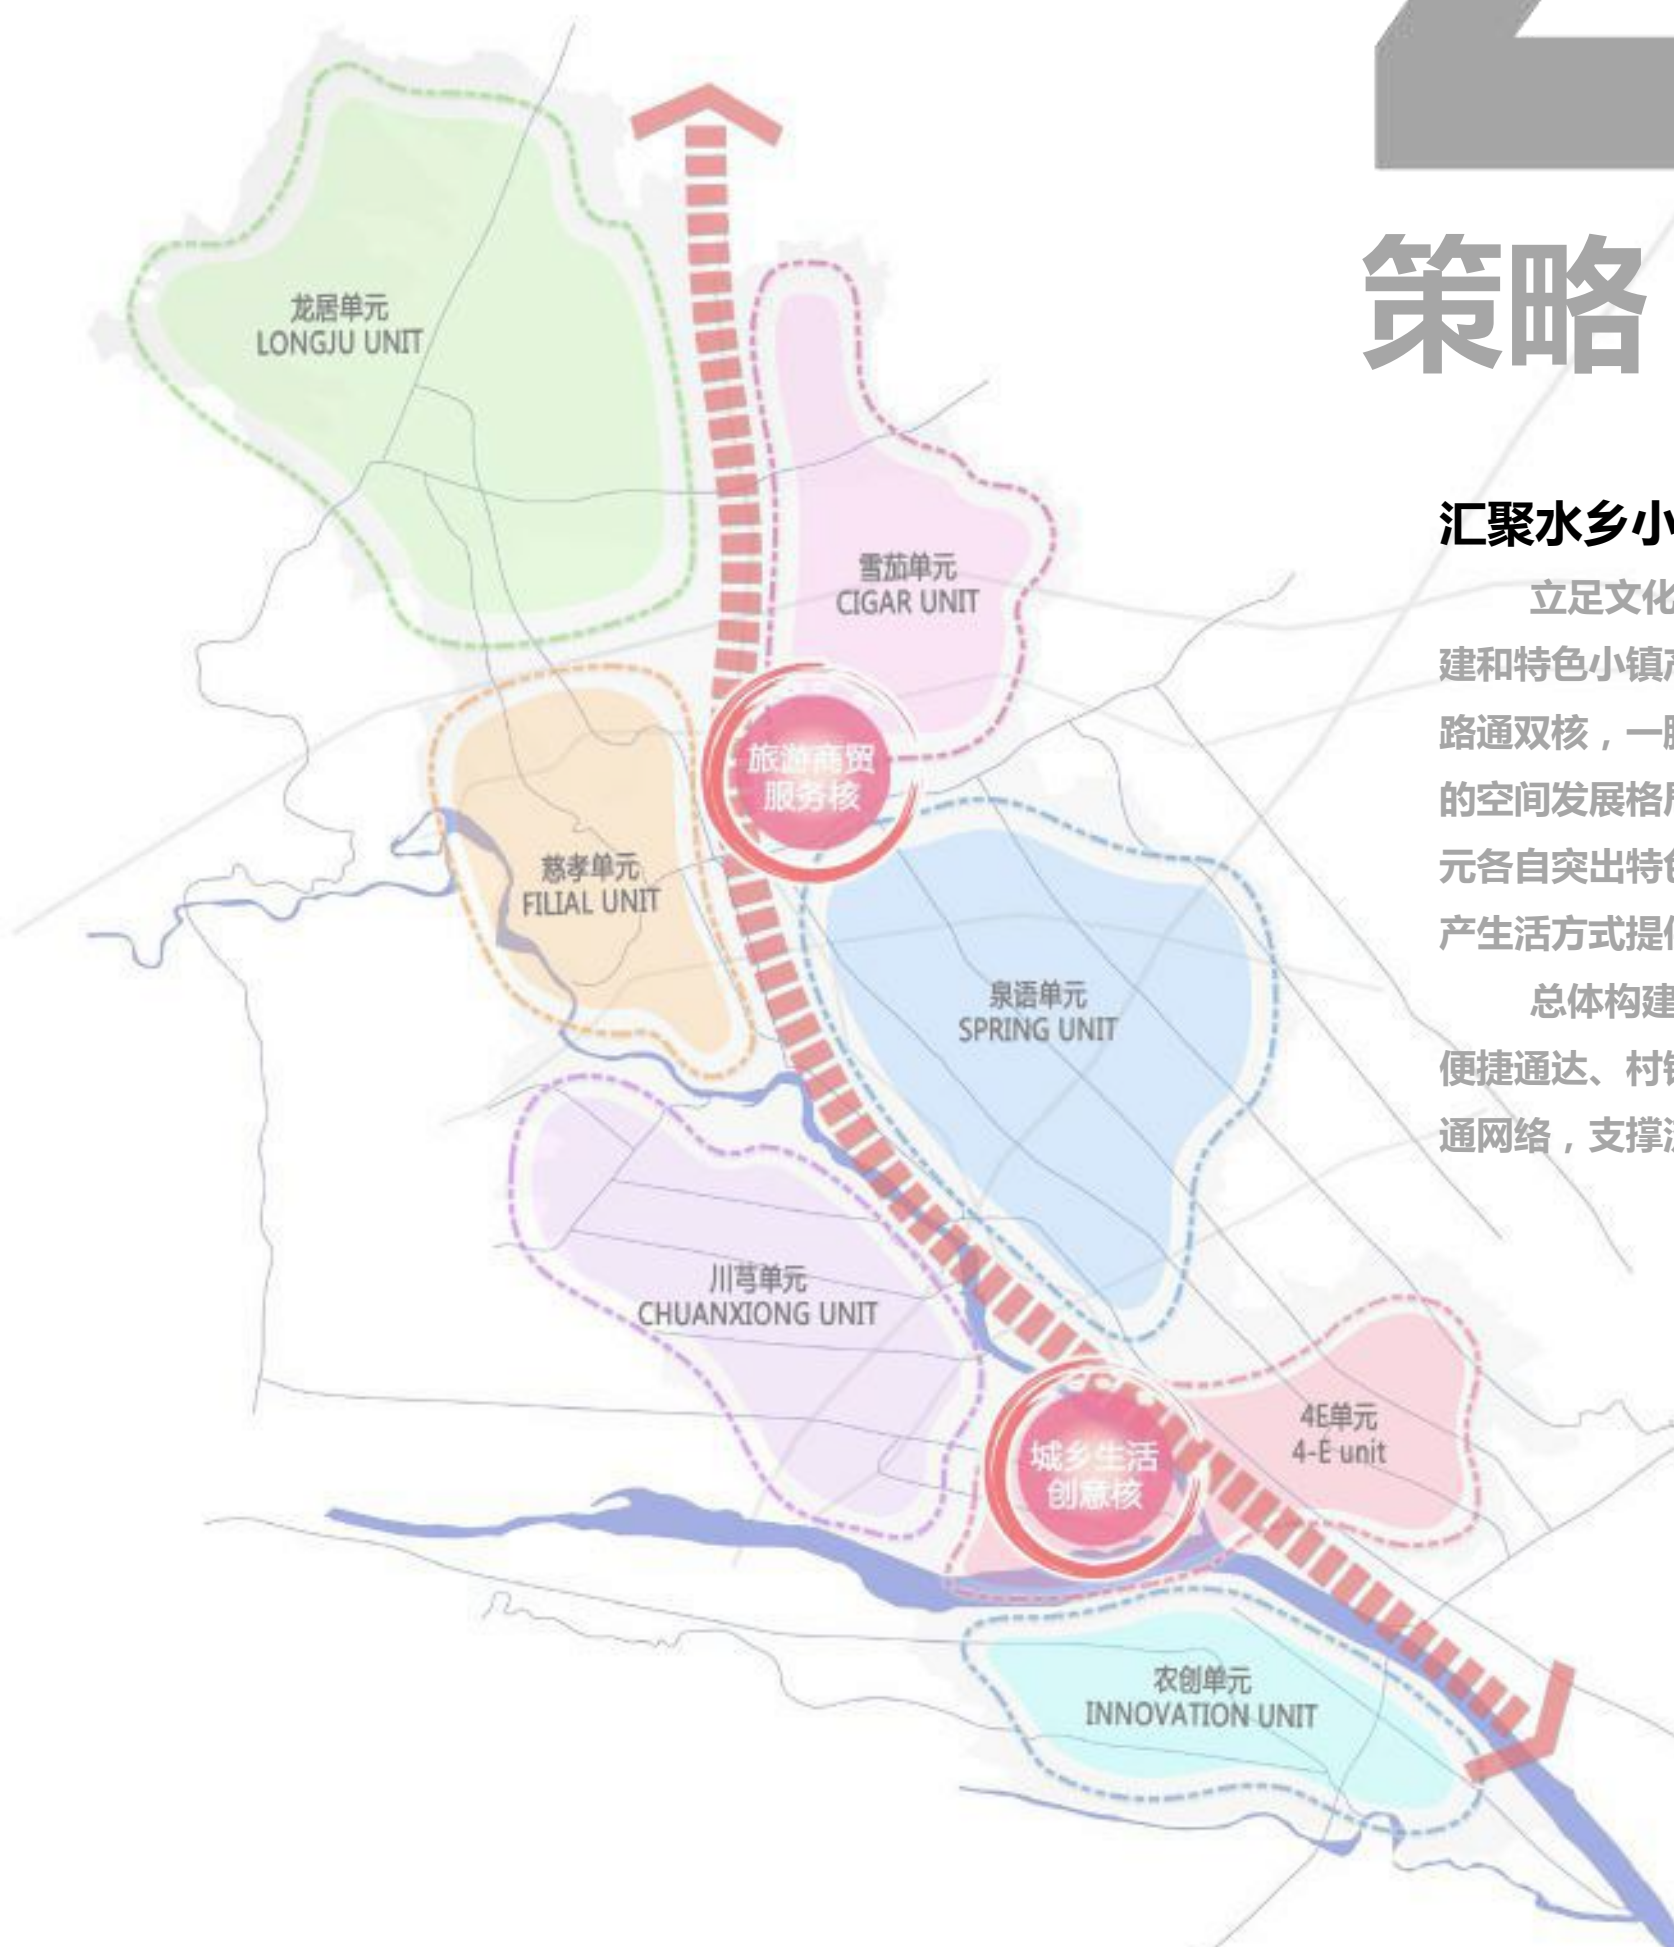 策略
龙居单元
LONGJU UNIT
雪茄单元
CIGAR UNIT
旅游商贸
服务核
慈孝单元
FILIAL UNIT
泉语单元
SPRING UNIT
川芎单元
CHUANXIONG UNIT
4E单元
4-E unit
城乡生活
创意核
农创单元
INNOVATION UNIT
汇聚水乡小
立足文化
建和特色小镇
路通双核，一
的空间发展格
元各自突出特
产生活方式提
总体构建
便捷通达、村
通网络，支撑